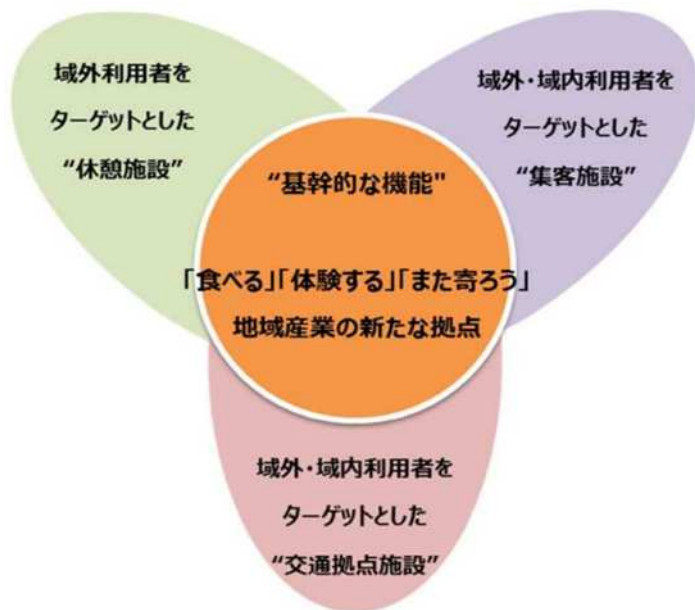 域外利用者を
ターゲットとした
“休憩施設”
域外・域内利用者を
ターゲットとした
“集客施設”
“基幹的な機能"
「食べる」「体験する」「また寄ろう」
地域産業の新たな拠点
域外・域内利用者を
ターゲットとした
“交通拠点施設”